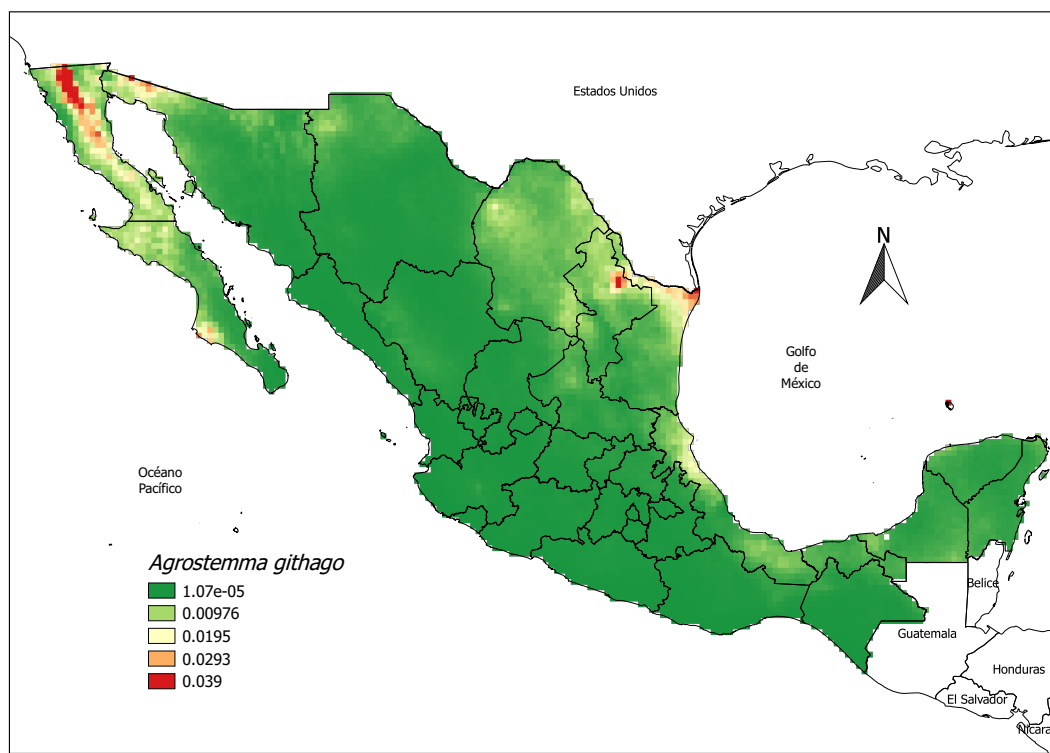 Estados Unidos
N
Golfo
de
México
Océano
Pacífico
Agrostemma githago
1.07e-05
0.00976
0.0195
0.0293
0.039
Belice
Guatemala
Honduras
El Salvador
Nicara